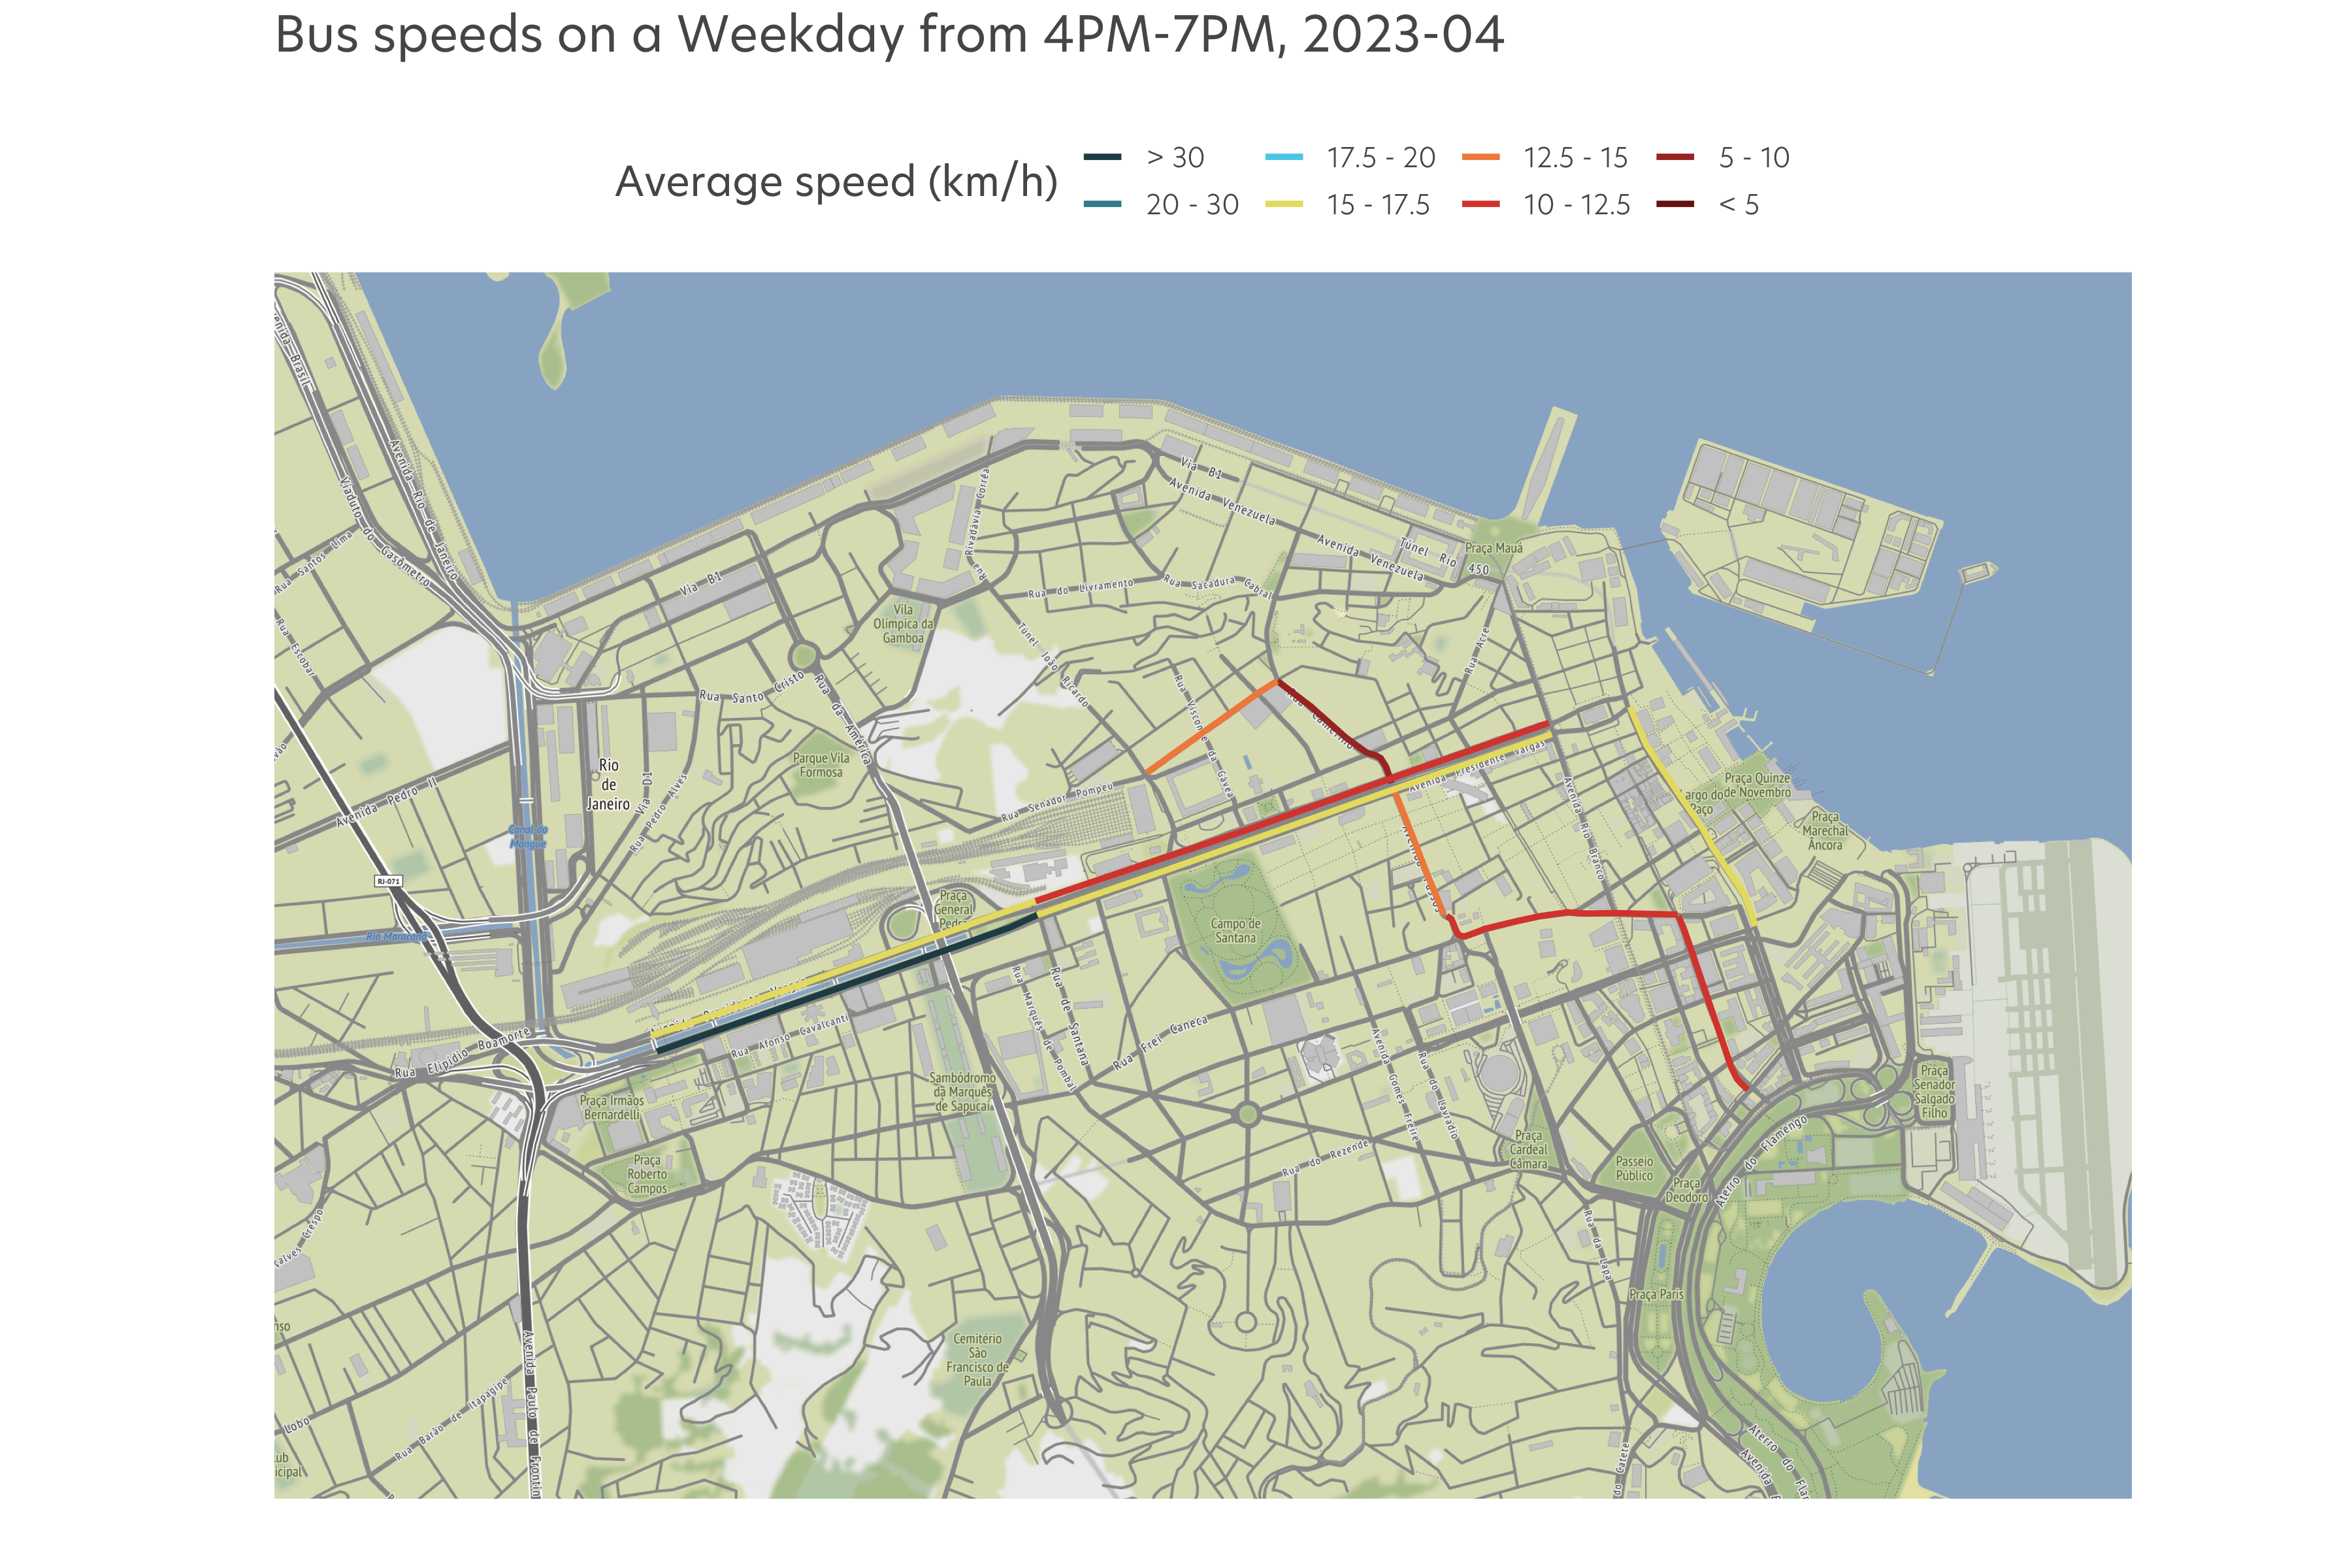 Bus speeds on a Weekday from 4PM-7PM, 2023-04
Average speed (km/h)
> 30
17.5 - 20
12.5 - 15
5 - 10
20 - 30
15 - 17.5
10 - 12.5
< 5
Avenida Rio de Janeiro
Viaduto do Gasômetro
Rua Santos Lima
Rua Escobar
Via B1
Rua Rivadávia Corrêa
Via B1
Avenida Venezuela
Avenida Venezuela
Túnel Rio 450
Praça Mauá
Rua do Livramento
Rua Sacadura Cabral
Vila
Olímpica da
Gamboa
Túnel João Ricardo
Rua Acre
Rua Santo Cristo
Rua da América
Parque Vila
Formosa
Rio
de
Janeiro
Via D1
Rua Pedro Alves
Avenida Pedro II
Canal do
Mangue
RJ-071
Rio Maracanã
Rua Senador Pompeu
Rua Visconde da Gávea
Avenida Presidente Vargas
Avenida Rio Branco
Praça Quinze
de Novembro
Largo do
Paço
Praça
Marechal
Âncora
Praça
General
Campo de
Santana
Rua Afonso Cavalcanti
Rua Marquês de Pombal
Rua de Santana
Rua Frei Caneca
Avenida Gomes Freire
Rua do Lavradio
Rua Elipídio Boamorte
Praça Irmãos
Bernardelli
Praça
Roberto
Campos
Sambódromo
da Marquês
de Sapucaí
Rua do Rezende
Praça
Cardeal
Câmara
Passeio
Público
Praça
Deodoro
Aterro do Flamengo
Praça
Senador
Salgado
Filho
Rua da Lapa
Praça Paris
Cemitério
São
Francisco de
Paula
Rua Barão de Itapagipe
Lobo
Avenida Paulo de Frontin
Aterro do
Avenida